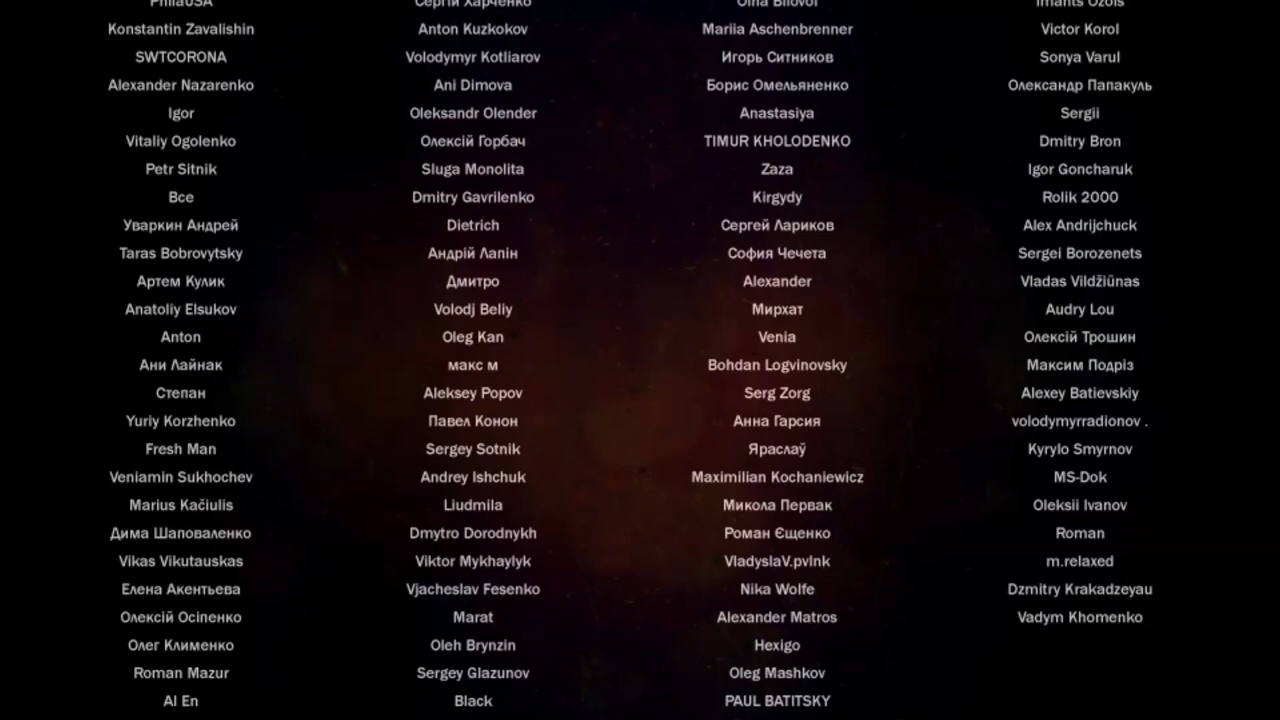 PhilaUSA
Konstantin Zavalishin
SWTCORONA
Alexander Nazarenko
Igor
Vitaliy Ogolenko
Petr Sitnik
Все
Уваркин Андрей
Taras Bobrovytsky
Артем Кулик
Anatoliy Elsukov
Anton
Ани Лайнак
Степан
Yuriy Korzhenko
Fresh Man
Veniamin Sukhochev
Marius Kačiulis
Дима Шаповаленко
Vikas Vikutauskas
Елена Акентьева
Олексій Осіпенко
Олег Клименко
Roman Mazur
Al En
Сергій Харченко
Anton Kuzkokov
Volodymyr Kotliarov
Ani Dimova
Oleksandr Olender
Олексій Горбач
Sluga Monolita
Dmitry Gavrilenko
Dietrich
Андрій Лапін
Дмитро
Volodj Beliy
Oleg Kan
макс м
Aleksey Popov
Павел Конон
Sergey Sotnik
Andrey Ishchuk
Liudmila
Dmytro Dorodnykh
Viktor Mykhaylyk
Vjacheslav Fesenko
Marat
Oleh Brynzin
Sergey Glazunov
Black
Olha Bilovol
Mariia Aschenbrenner
Игорь Ситников
Борис Омельяненко
Anastasiya
TIMUR KHOLODENKO
Zaza
Kirgydy
Сергей Лариков
София Чечета
Alexander
Мирхат
Venia
Bohdan Logvinovsky
Serg Zorg
Анна Гарсия
Яраслаў
Maximilian Kochaniewicz
Микола Первак
Роман Єщенко
VladyslaV.pvlnk
Nika Wolfe
Alexander Matros
Hexigo
Oleg Mashkov
PAUL BATITSKY
Imants Ozols
Victor Korol
Sonya Varul
Олександр Папакуль
Sergii
Dmitry Bron
Igor Goncharuk
Rolik 2000
Alex Andrijchuck
Sergei Borozenets
Vladas Vildžiūnas
Audry Lou
Олексій Трошин
Максим Подріз
Alexey Batievskiy
volodymyrradionov .
Kyrylo Smyrnov
MS-Dok
Oleksii Ivanov
Roman
m.relaxed
Dzmitry Krakadzeyau
Vadym Khomenko